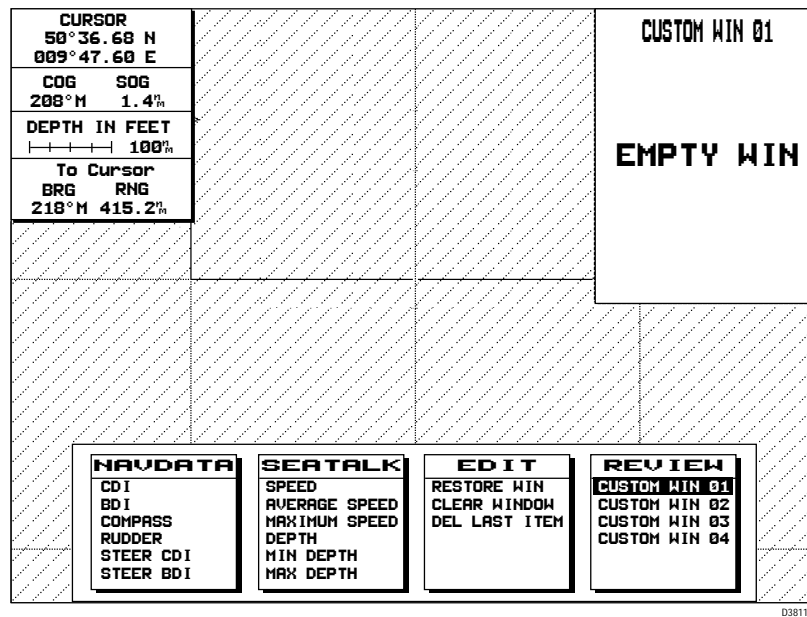 CURSOR
50°36.68 N
009°47.60 E
COG SOG
208°M 1.4nm
DEPTH IN FEET
100nm
To Cursor
BRG RNG
218°M 415.2nm
CUSTOM WIN 01
EMPTY WIN
NAVDATA
CDI
BDI
COMPASS
RUDDER
STEER CDI
STEER BDI
SEATALK
SPEED
AVERAGE SPEED
MAXIMUM SPEED
DEPTH
MIN DEPTH
MAX DEPTH
EDIT
RESTORE WIN
CLEAR WINDOW
DEL LAST ITEM
REVIEW
CUSTOM WIN 01
CUSTOM WIN 02
CUSTOM WIN 03
CUSTOM WIN 04
D3811